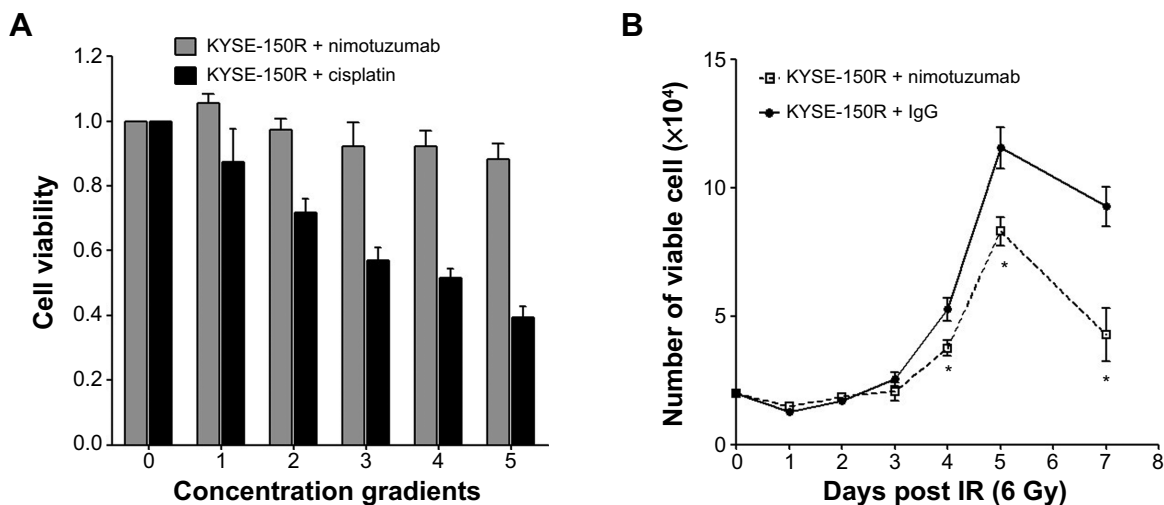 A
KYSE-150R + nimotuzumab
KYSE-150R + cisplatin
1.2
1.0
0.8
0.6
0.4
0.2
0.0
Cell viability
0 1 2 3 4 5
Concentration gradients
B
KYSE-150R + nimotuzumab
KYSE-150R + IgG
15
10
5
0
Number of viable cell (×10⁴)
*
*
*
0 1 2 3 4 5 6 7 8
Days post IR (6 Gy)